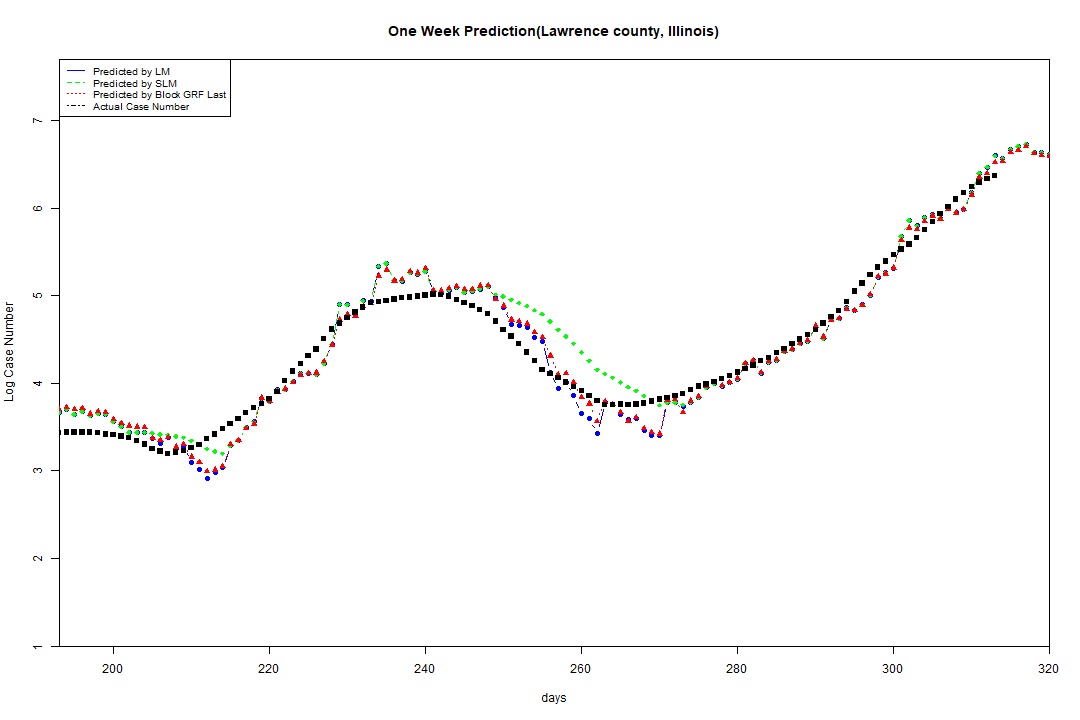 One Week Prediction(Lawrence county, Illinois)
Predicted by LM
Predicted by SLM
Predicted by Block GRF Last
Actual Case Number
Log Case Number
7
6
5
4
3
2
1
200 220 240 260 280 300 320
days